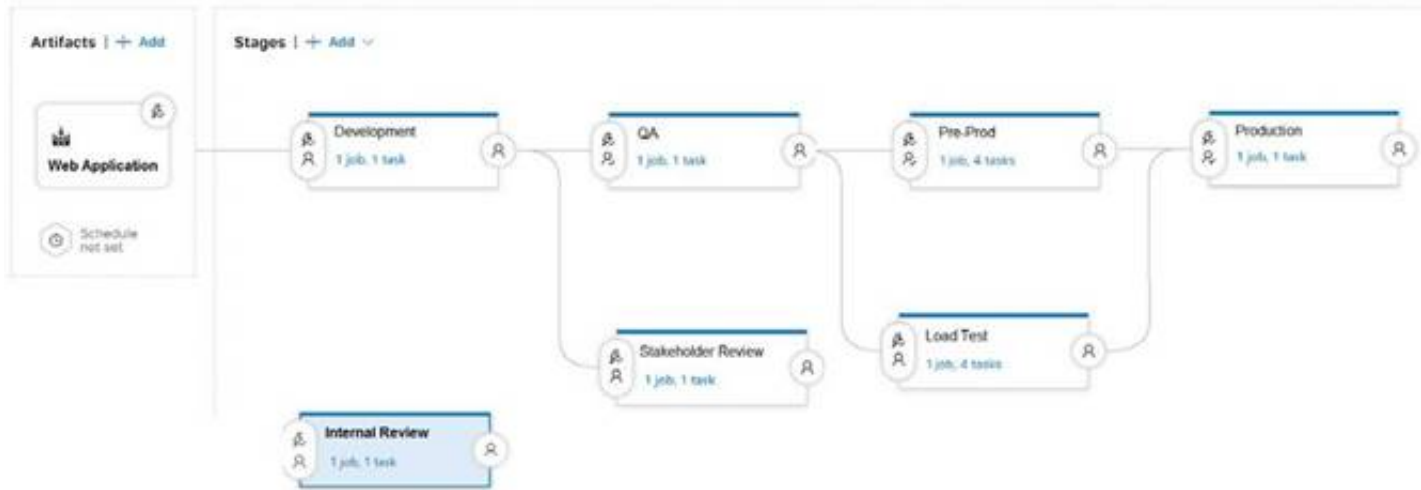 Artifacts | + Add
Stages | + Add
Web Application
Schedule
not set
Development
1 job, 1 task
QA
1 job, 1 task
Pre-Prod
1 job, 4 tasks
Production
1 job, 1 task
Stakeholder Review
1 job, 1 task
Load Test
1 job, 4 tasks
Internal Review
1 job, 1 task